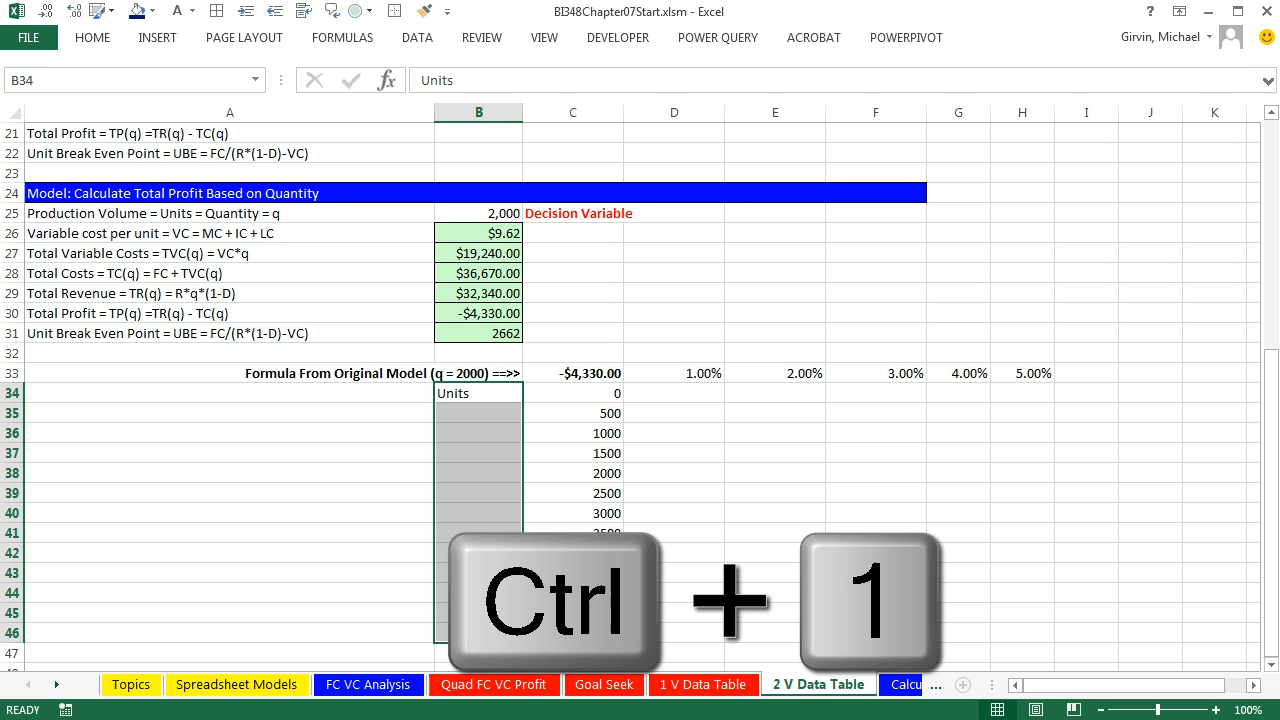 BI348Chapter07Start.xlsm - Excel
FILE HOME INSERT PAGE LAYOUT FORMULAS DATA REVIEW VIEW DEVELOPER POWER QUERY ACROBAT POWERPIVOT Girvin, Michael
B34 fx Units
A B C D E F G H I J K
21 Total Profit = TP(q) =TR(q) - TC(q)
22 Unit Break Even Point = UBE = FC/(R*(1-D)-VC)
23
24 Model: Calculate Total Profit Based on Quantity
25 Production Volume = Units = Quantity = q 2,000 Decision Variable
26 Variable cost per unit = VC = MC + IC + LC $9.62
27 Total Variable Costs = TVC(q) = VC*q $19,240.00
28 Total Costs = TC(q) = FC + TVC(q) $36,670.00
29 Total Revenue = TR(q) = R*q*(1-D) $32,340.00
30 Total Profit = TP(q) =TR(q) - TC(q) -$4,330.00
31 Unit Break Even Point = UBE = FC/(R*(1-D)-VC) 2662
32
33 Formula From Original Model (q = 2000) ==>> -$4,330.00 1.00% 2.00% 3.00% 4.00% 5.00%
34 Units 0
35 500
36 1000
37 1500
38 2000
39 2500
40 3000
41 3500
42
43
44
45
46
47
Ctrl + 1
Topics Spreadsheet Models FC VC Analysis Quad FC VC Profit Goal Seek 1 V Data Table 2 V Data Table Calcu ...
READY 100%